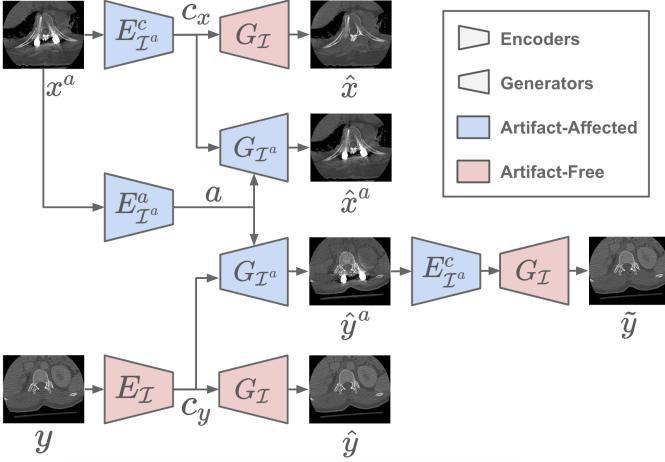 x^a
E^c_{I^a}
c_x
G_I
x̂
G_{I^a}
x̂^a
E^a_{I^a}
a
G_{I^a}
ŷ^a
E^c_{I^a}
G_I
ỹ
y
E_I
c_y
G_I
ŷ
Encoders
Generators
Artifact-Affected
Artifact-Free